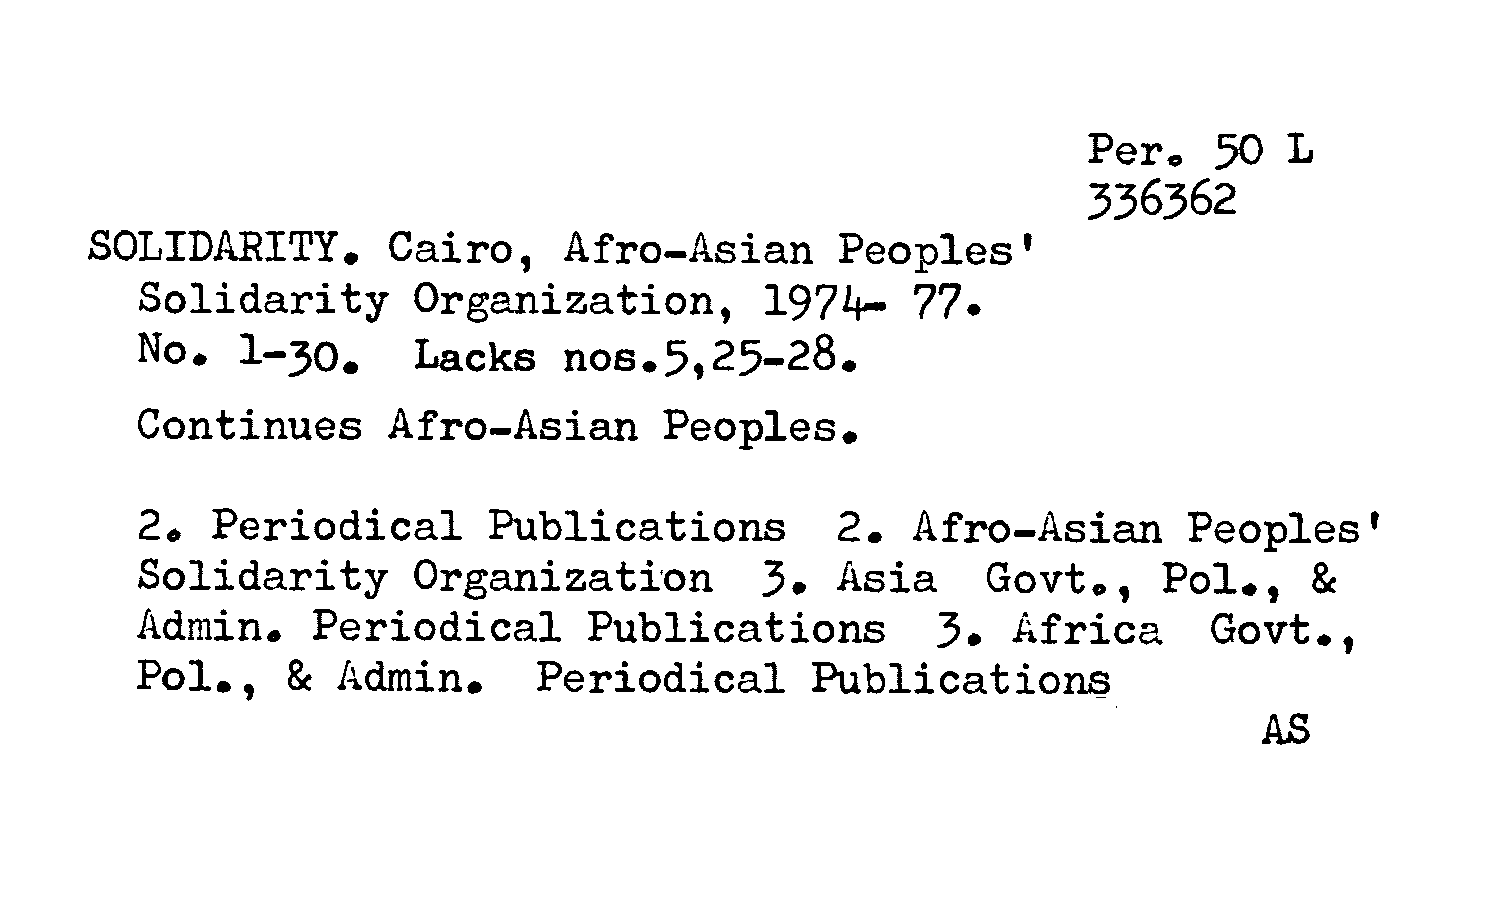 Per. 50 L
336362
SOLIDARITY. Cairo, Afro-Asian Peoples'
Solidarity Organization, 1974- 77.
No. 1-30. Lacks nos.5,25-28.
Continues Afro-Asian Peoples.
2. Periodical Publications 2. Afro-Asian Peoples'
Solidarity Organization 3. Asia Govt., Pol., &
Admin. Periodical Publications 3. Africa Govt.,
Pol., & Admin. Periodical Publications
AS